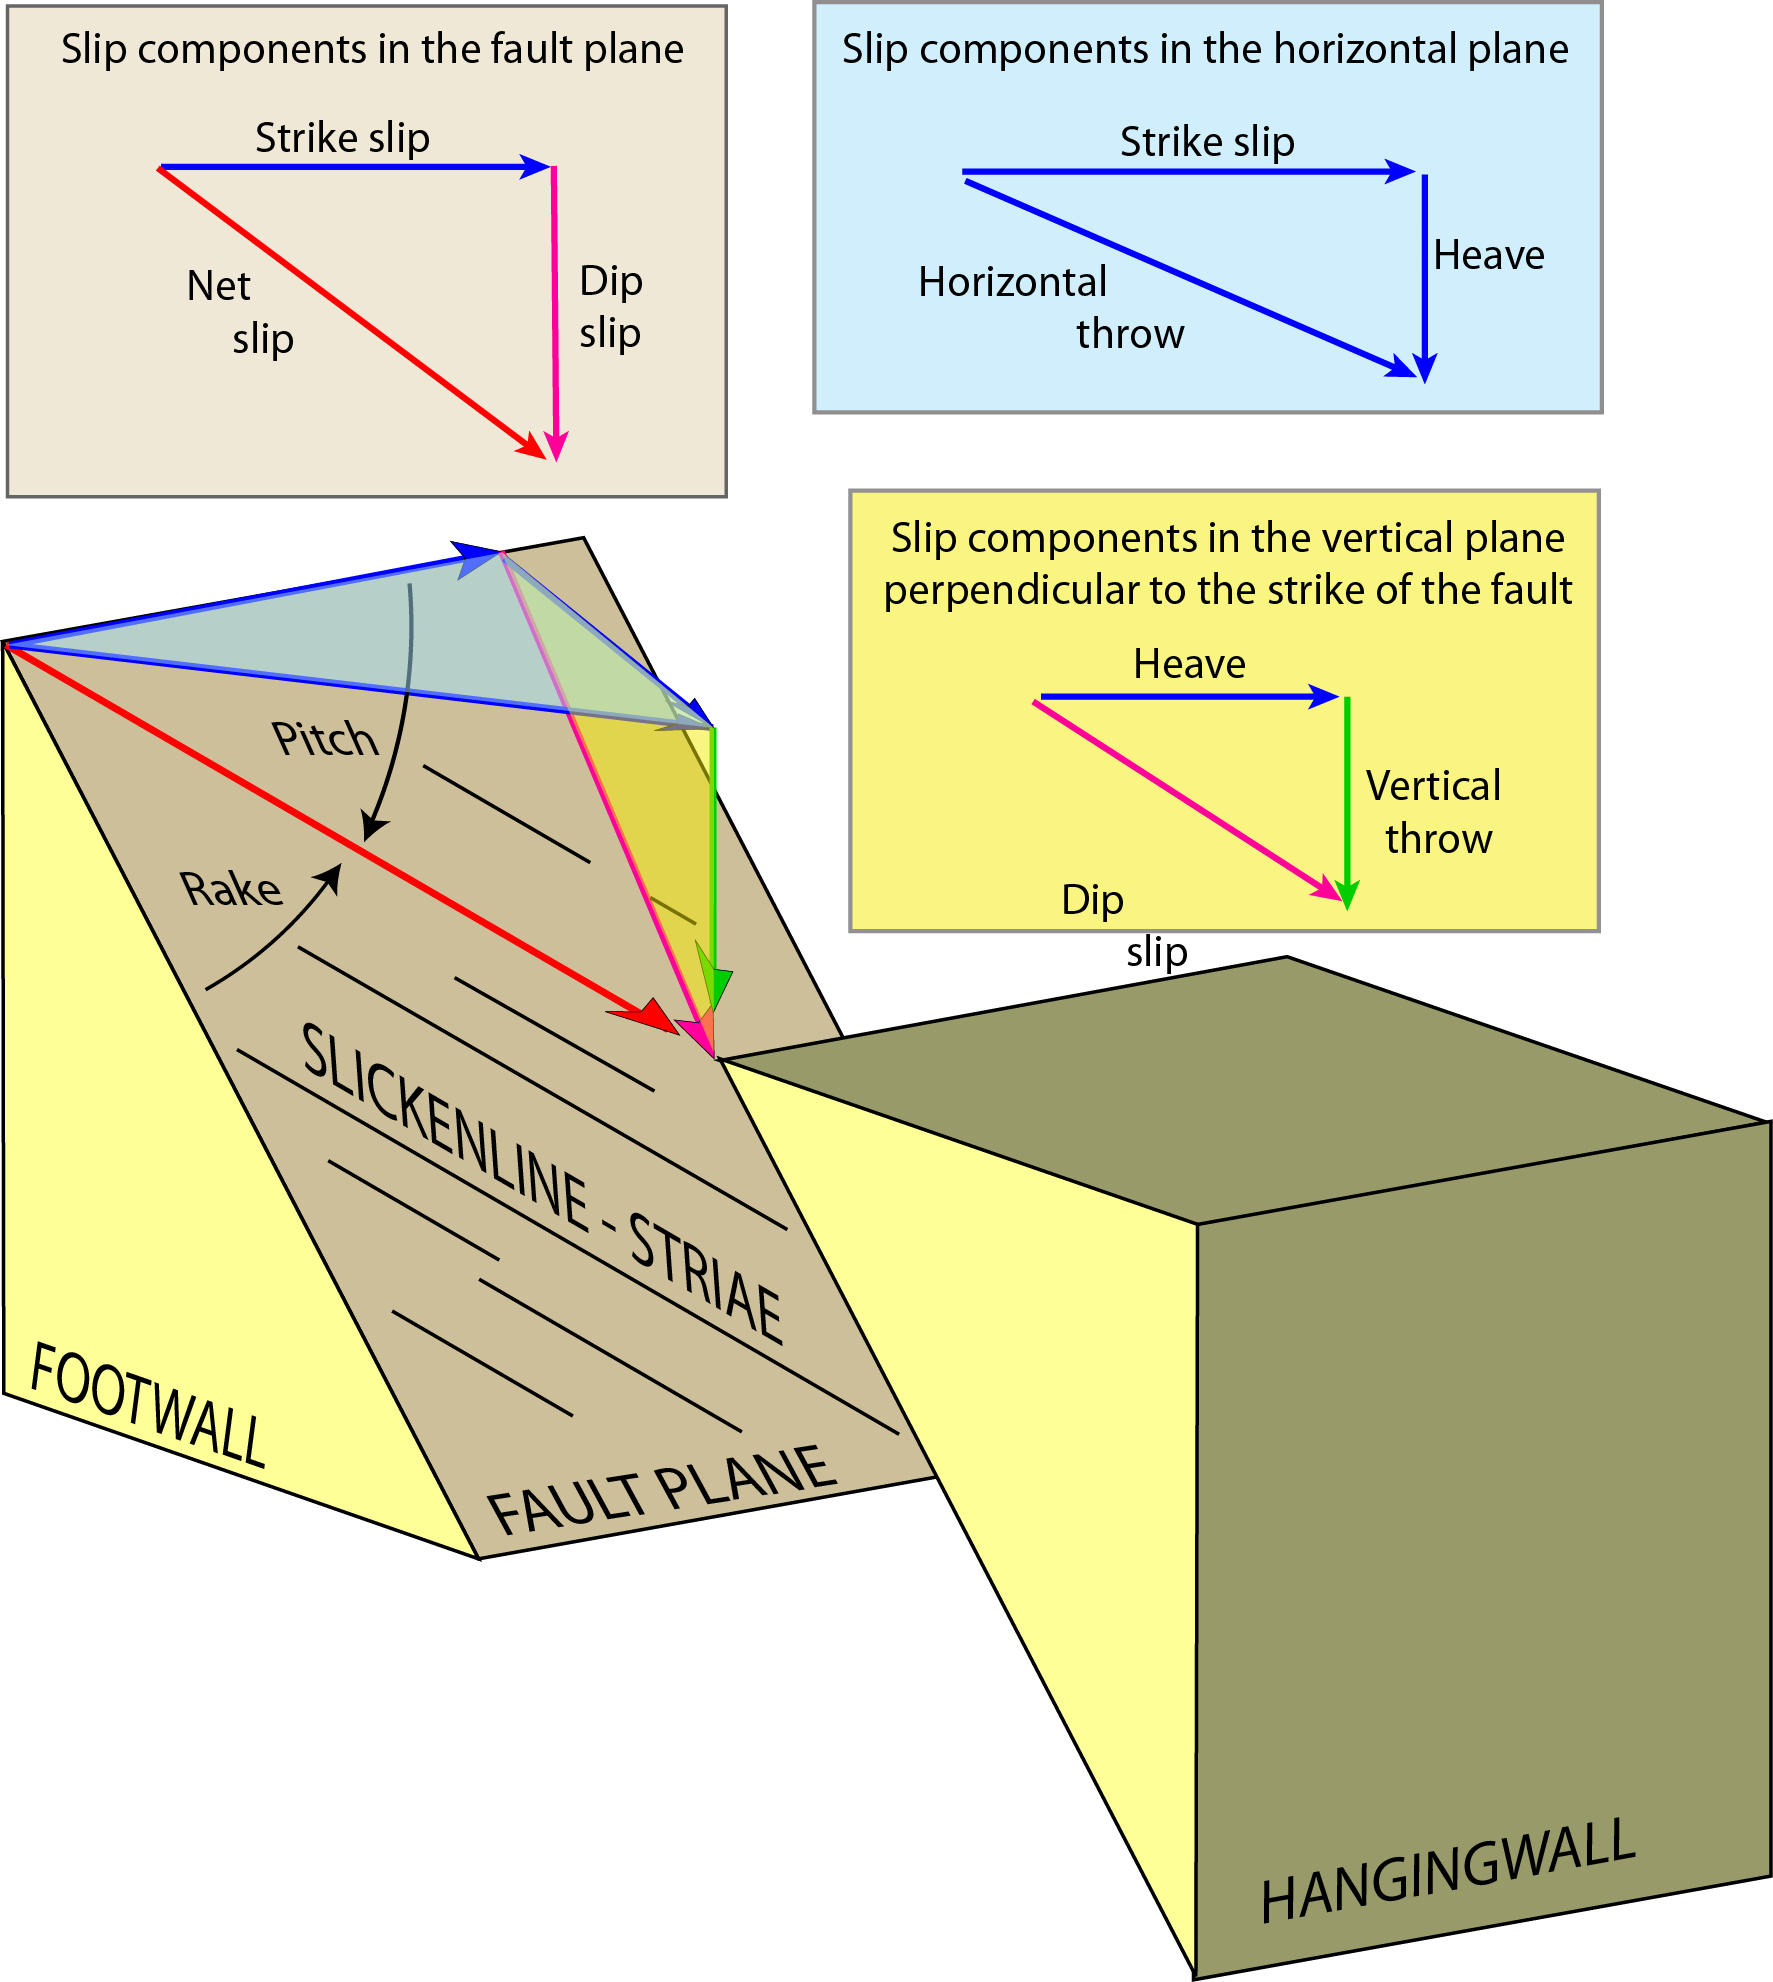 Slip components in the fault plane
Strike slip
Net
slip
Dip
slip
Slip components in the horizontal plane
Strike slip
Heave
Horizontal
throw
Slip components in the vertical plane
perpendicular to the strike of the fault
Heave
Vertical
throw
Dip
slip
Pitch
Rake
SLICKENLINE - STRIAE
FOOTWALL
FAULT PLANE
HANGINGWALL